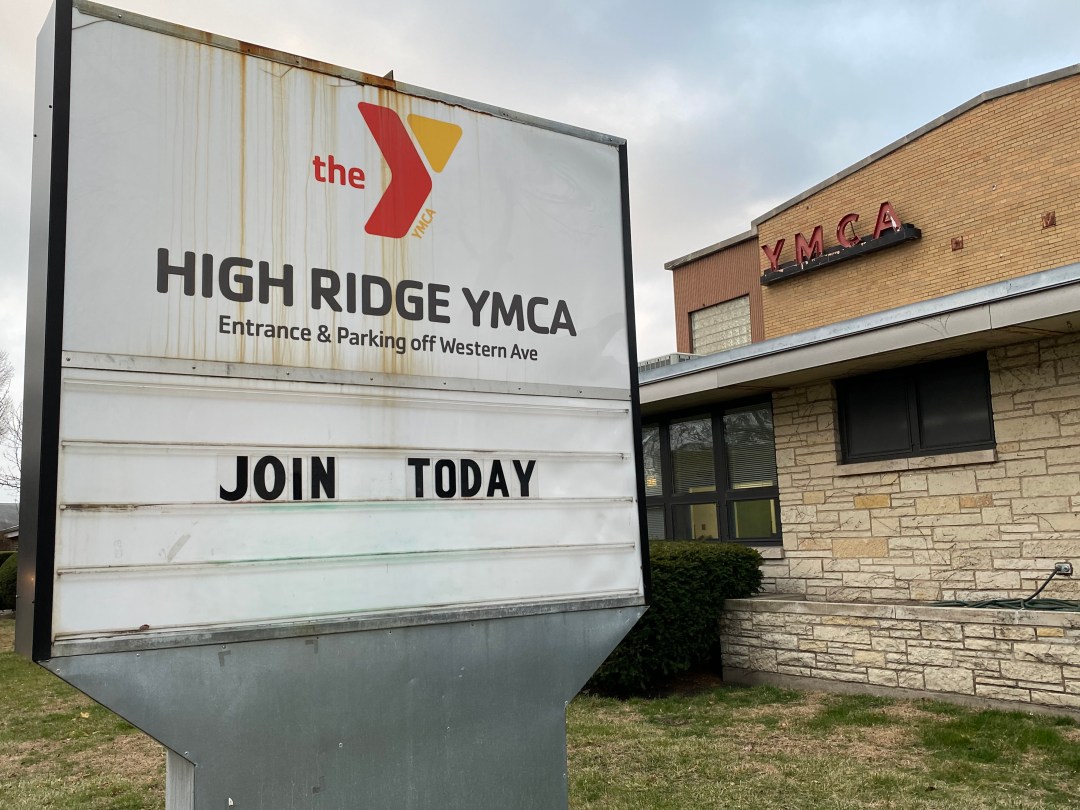 the
YMCA
HIGH RIDGE YMCA
Entrance & Parking off Western Ave
JOIN TODAY
YMCA